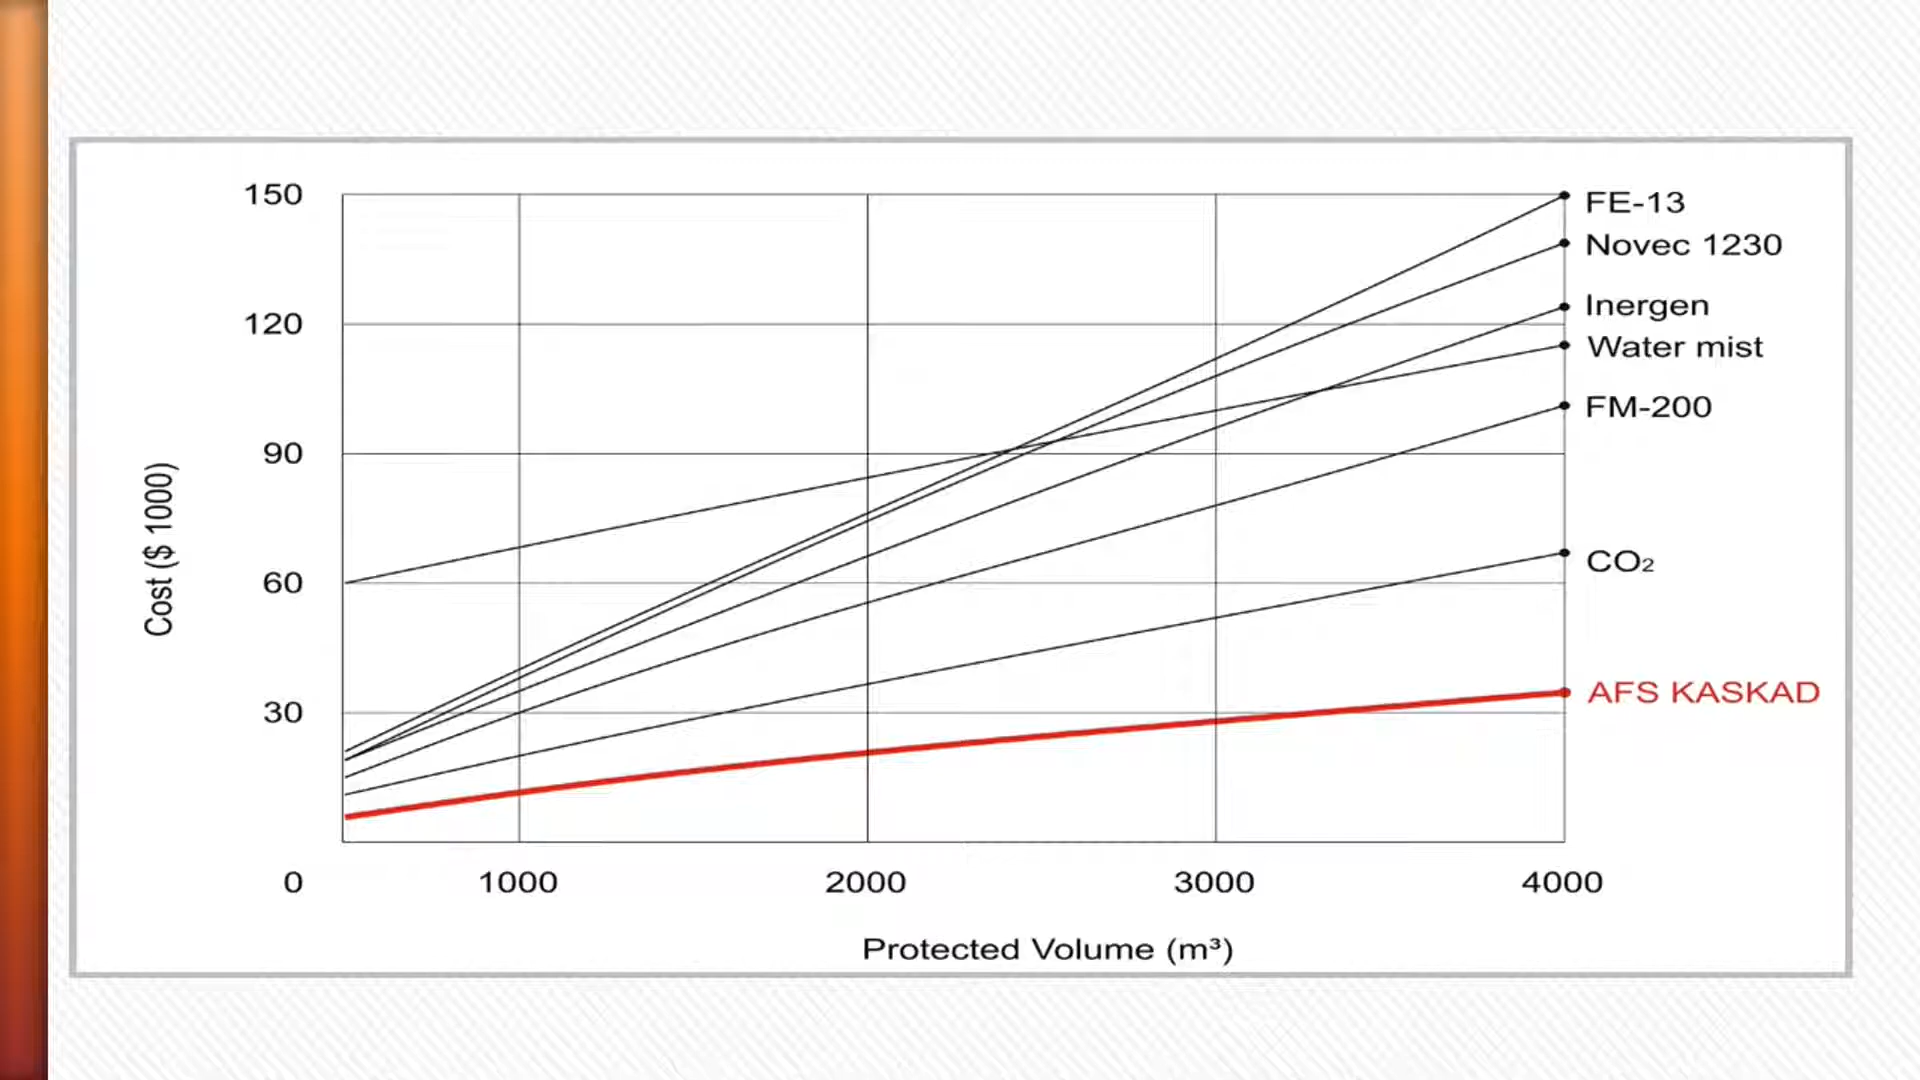 150
FE-13
Novec 1230
120
Inergen
Water mist
90
FM-200
Cost ($ 1000)
60
CO₂
30
AFS KASKAD
0
1000
2000
3000
4000
Protected Volume (m³)